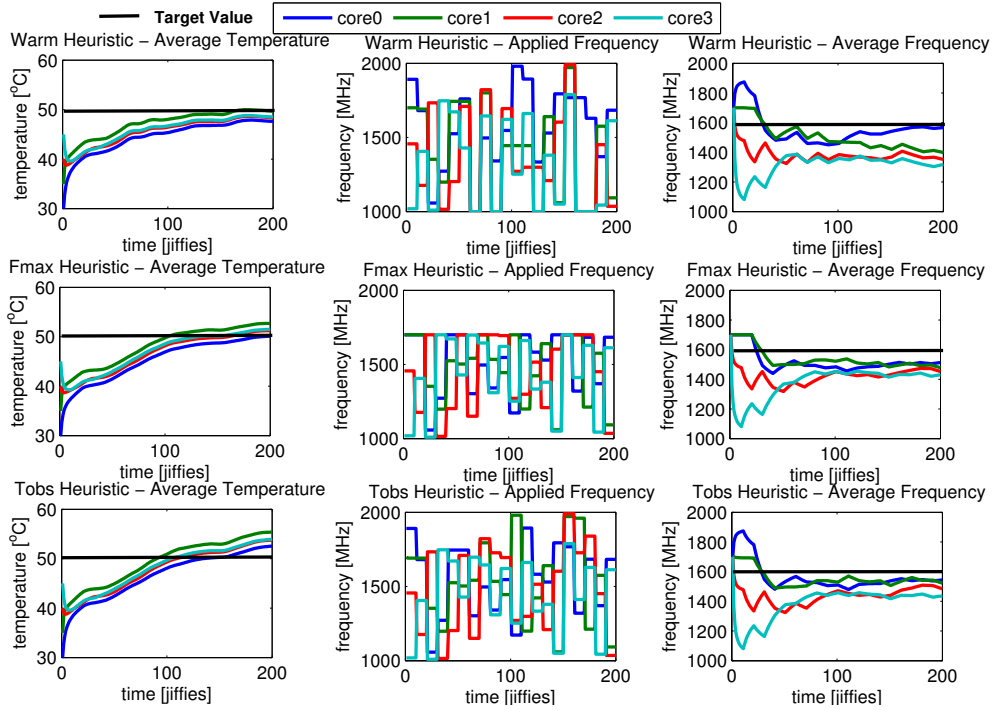 Target Value core0 core1 core2 core3
Warm Heuristic – Average Temperature Warm Heuristic – Applied Frequency Warm Heuristic – Average Frequency
temperature [°C] 60 50 40 30
frequency [MHz] 2000 1500 1000
frequency [MHz] 2000 1800 1600 1400 1200 1000
0 100 200 0 100 200 0 100 200
time [jiffies] time [jiffies] time [jiffies]
Fmax Heuristic – Average Temperature Fmax Heuristic – Applied Frequency Fmax Heuristic – Average Frequency
temperature [°C] 60 50 40 30
frequency [MHz] 2000 1500 1000
frequency [MHz] 2000 1800 1600 1400 1200 1000
0 100 200 0 100 200 0 100 200
time [jiffies] time [jiffies] time [jiffies]
Tobs Heuristic – Average Temperature Tobs Heuristic – Applied Frequency Tobs Heuristic – Average Frequency
temperature [°C] 60 50 40 30
frequency [MHz] 2000 1500 1000
frequency [MHz] 2000 1800 1600 1400 1200 1000
0 100 200 0 100 200 0 100 200
time [jiffies] time [jiffies] time [jiffies]